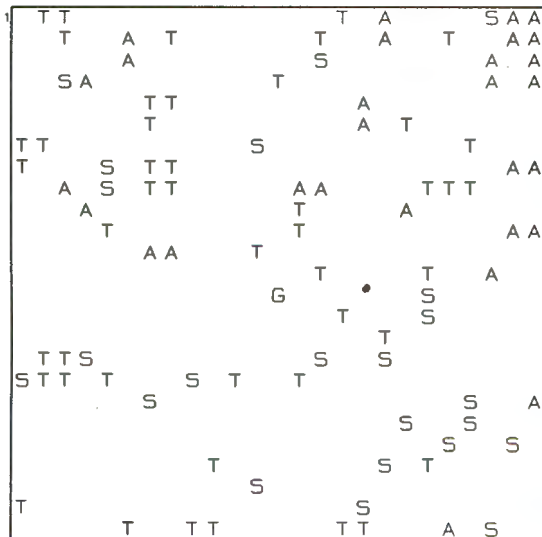 1 T T T A S A A
T A T T A T A A
A S A A
S A T A A
T T A
T A T
T T S T
T S T T A A
A S T T A A T T T
A T A
T T A A
A A T
T T A
G S
T S
T
T T S S S
S T T T S T T
S S A
S S
S S
T S T
S
T S
T T T T T A S